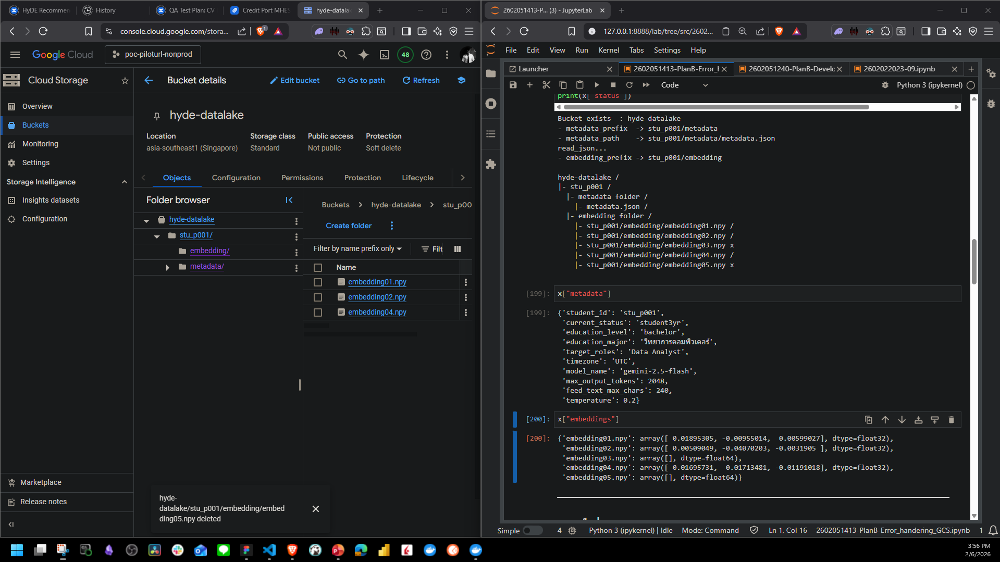 HyDE Recommen
History
QA Test Plan: CV
Credit Port MHES
hyde-datalak
console.cloud.google.com/stora...
Google Cloud
poc-piloturl-nonprod
48
Cloud Storage
Overview
Buckets
Monitoring
Settings
Storage Intelligence
Insights datasets
Configuration
Marketplace
Release notes
Bucket details
Edit bucket
Go to path
Refresh
hyde-datalake
Location
Storage class
Public access
Protection
asia-southeast1 (Singapore)
Standard
Not public
Soft delete
Objects
Configuration
Permissions
Protection
Lifecycle
Folder browser
hyde-datalake
stu_p001/
embedding/
metadata/
Buckets > hyde-datalake > stu_p00
Create folder
Filter by name prefix only
Filt
Name
embedding01.npy
embedding02.npy
embedding04.npy
hyde-
datalake/stu_p001/embedding/embed
ding05.npy deleted
2602051413-P... (3) - JupyterLab
127.0.0.1:8888/lab/tree/src/2602...
File Edit View Run Kernel Tabs Settings Help
Launcher
2602051413-PlanB-Error_h
2602051240-PlanB-Develo
2602022023-09.ipynb
Code
Python 3 (ipykernel)
print(x["status"])
Bucket exists  : hyde-datalake
- metadata_prefix  -> stu_p001/metadata
- metadata_path    -> stu_p001/metadata/metadata.json
read_json...
- embedding_prefix -> stu_p001/embedding
hyde-datalake /
|- stu_p001 /
  |- metadata folder /
    |- metadata.json /
  |- embedding folder /
    |- stu_p001/embedding/embedding01.npy /
    |- stu_p001/embedding/embedding02.npy /
    |- stu_p001/embedding/embedding03.npy x
    |- stu_p001/embedding/embedding04.npy /
    |- stu_p001/embedding/embedding05.npy x
[199]: x["metadata"]
[199]: {'student_id': 'stu_p001',
'current_status': 'student3yr',
'education_level': 'bachelor',
'education_major': 'วิทยาการคอมพิวเตอร์',
'target_roles': 'Data Analyst',
'timezone': 'UTC',
'model_name': 'gemini-2.5-flash',
'max_output_tokens': 2048,
'feed_text_max_chars': 240,
'temperature': 0.2}
[200]: x["embeddings"]
[200]: {'embedding01.npy': array([ 0.01895305, -0.00955014,  0.00599027], dtype=float32),
'embedding02.npy': array([ 0.00509049, -0.04070203, -0.0031905 ], dtype=float32),
'embedding03.npy': array([], dtype=float64),
'embedding04.npy': array([ 0.01695731,  0.01713481, -0.01191018], dtype=float32),
'embedding05.npy': array([], dtype=float64)}
Simple
4
Python 3 (ipykernel) | Idle
Mode: Command
Ln 1, Col 16
2602051413-PlanB-Error_handering_GCS.ipynb
1
3:56 PM
2/6/2026